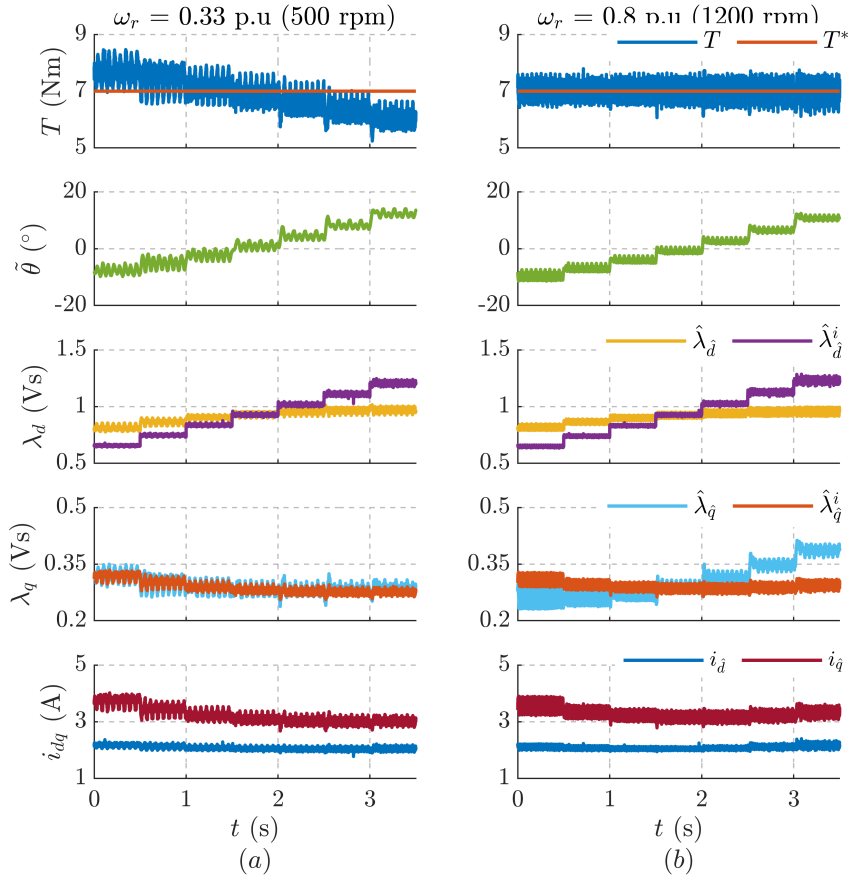 ω_r = 0.33 p.u (500 rpm)
9
7
5
T (Nm)
20
0
-20
θ̃ (°)
1.5
1
0.5
λ_d (Vs)
0.5
0.35
0.2
λ_q (Vs)
5
3
1
i_dq (A)
0 1 2 3
t (s)
(a)
ω_r = 0.8 p.u (1200 rpm)
T T*
9
7
5
20
0
-20
λ̂_d̂ λ̂^i_d̂
1.5
1
0.5
λ̂_q̂ λ̂^i_q̂
0.5
0.35
0.2
i_d̂ i_q̂
5
3
1
0 1 2 3
t (s)
(b)